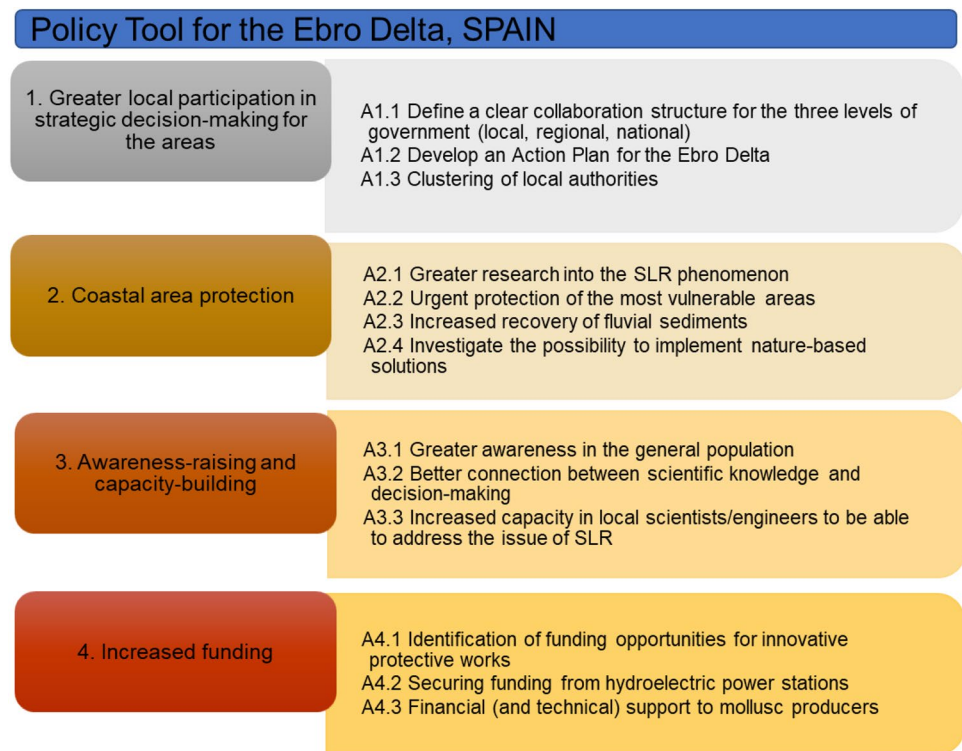 Policy Tool for the Ebro Delta, SPAIN
1. Greater local participation in
strategic decision-making for
the areas
A1.1 Define a clear collaboration structure for the three levels of
government (local, regional, national)
A1.2 Develop an Action Plan for the Ebro Delta
A1.3 Clustering of local authorities
2. Coastal area protection
A2.1 Greater research into the SLR phenomenon
A2.2 Urgent protection of the most vulnerable areas
A2.3 Increased recovery of fluvial sediments
A2.4 Investigate the possibility to implement nature-based
solutions
3. Awareness-raising and
capacity-building
A3.1 Greater awareness in the general population
A3.2 Better connection between scientific knowledge and
decision-making
A3.3 Increased capacity in local scientists/engineers to be able
to address the issue of SLR
4. Increased funding
A4.1 Identification of funding opportunities for innovative
protective works
A4.2 Securing funding from hydroelectric power stations
A4.3 Financial (and technical) support to mollusc producers